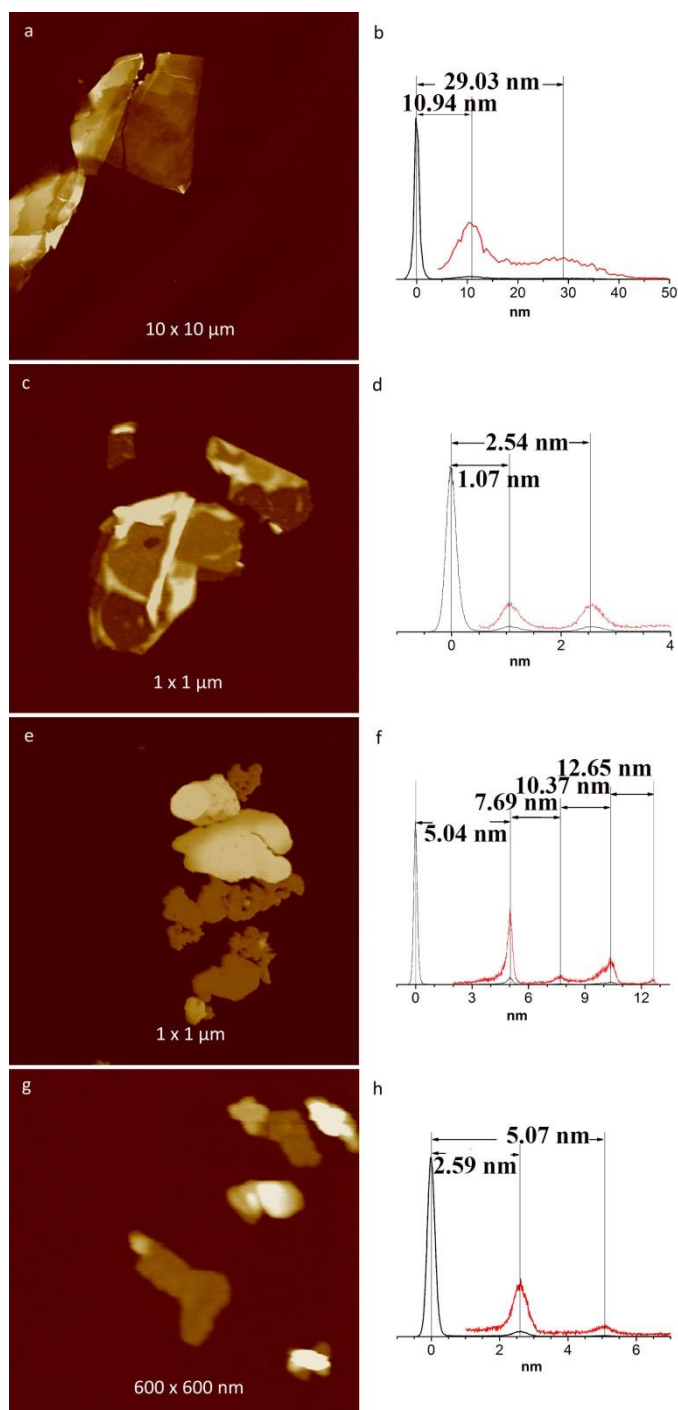 a
10 x 10 µm
b
29.03 nm
10.94 nm
0 10 20 30 40 50
nm
c
1 x 1 µm
d
2.54 nm
1.07 nm
0 2 4
nm
e
1 x 1 µm
f
12.65 nm
10.37 nm
7.69 nm
5.04 nm
0 3 6 9 12
nm
g
600 x 600 nm
h
5.07 nm
2.59 nm
0 2 4 6
nm